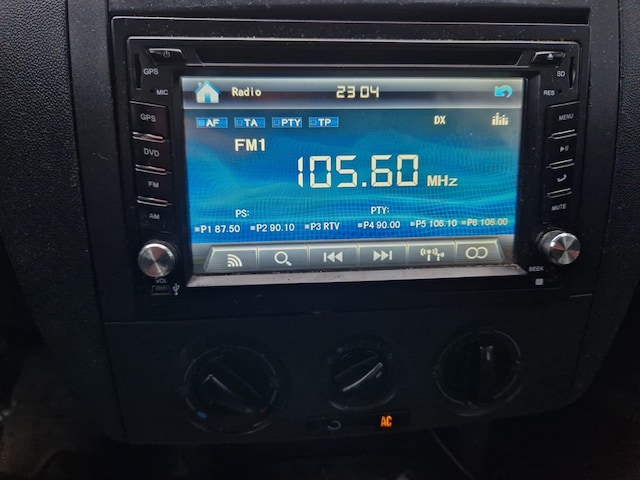 GPS
MIC
GPS
DVD
FM
AM
VOL
Radio 23 04
AF TA PTY TP DX
FM1
105.60 MHz
PS: PTY:
P1 87.50 P2 90.10 P3 RTV P4 90.00 P5 106.10 P6 108.00
SD
RES
MENU
MUTE
SEEK
AC